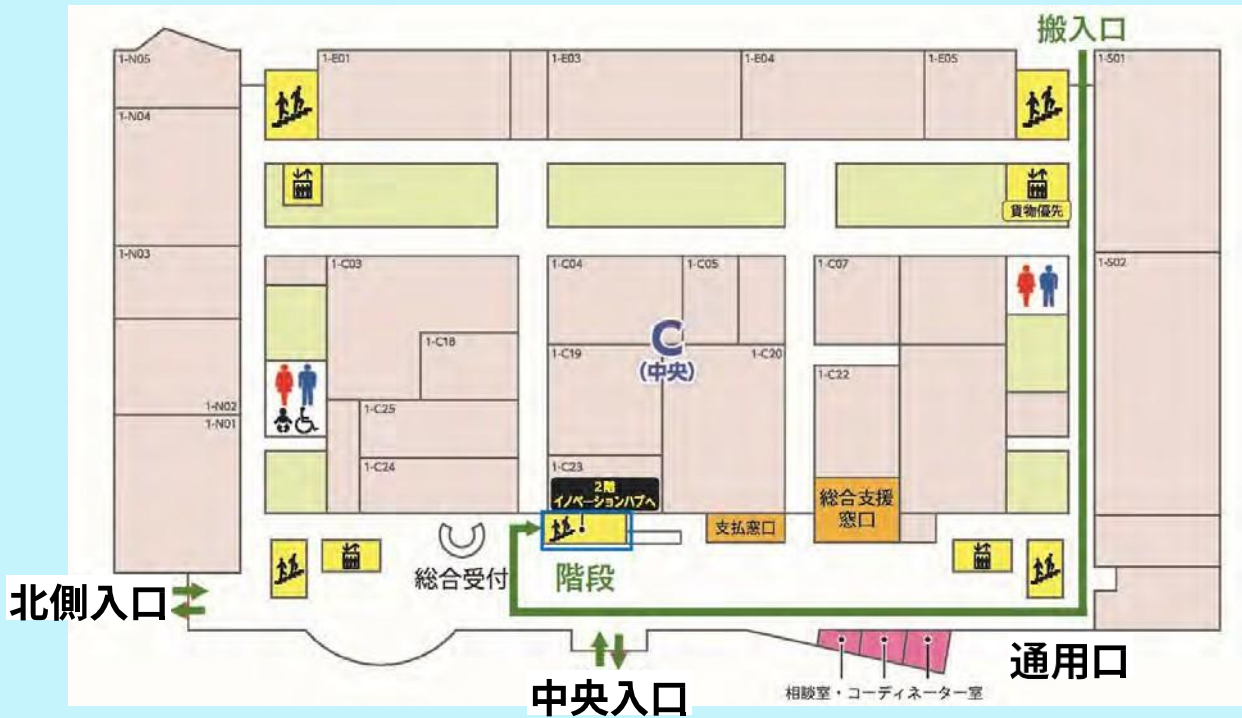 搬入口
1-N05
1-E01
1-E03
1-E04
1-E05
1-S01
1-N04
貨物優先
1-N03
1-C03
1-C04
1-C05
1-C07
1-S02
C
(中央)
1-C18
1-C19
1-C20
1-C22
1-N02
1-N01
1-C25
1-C24
1-C23
2階
イノベーションハブへ
総合支援
窓口
支払窓口
総合受付
階段
北側入口
中央入口
相談室・コーディネーター室
通用口